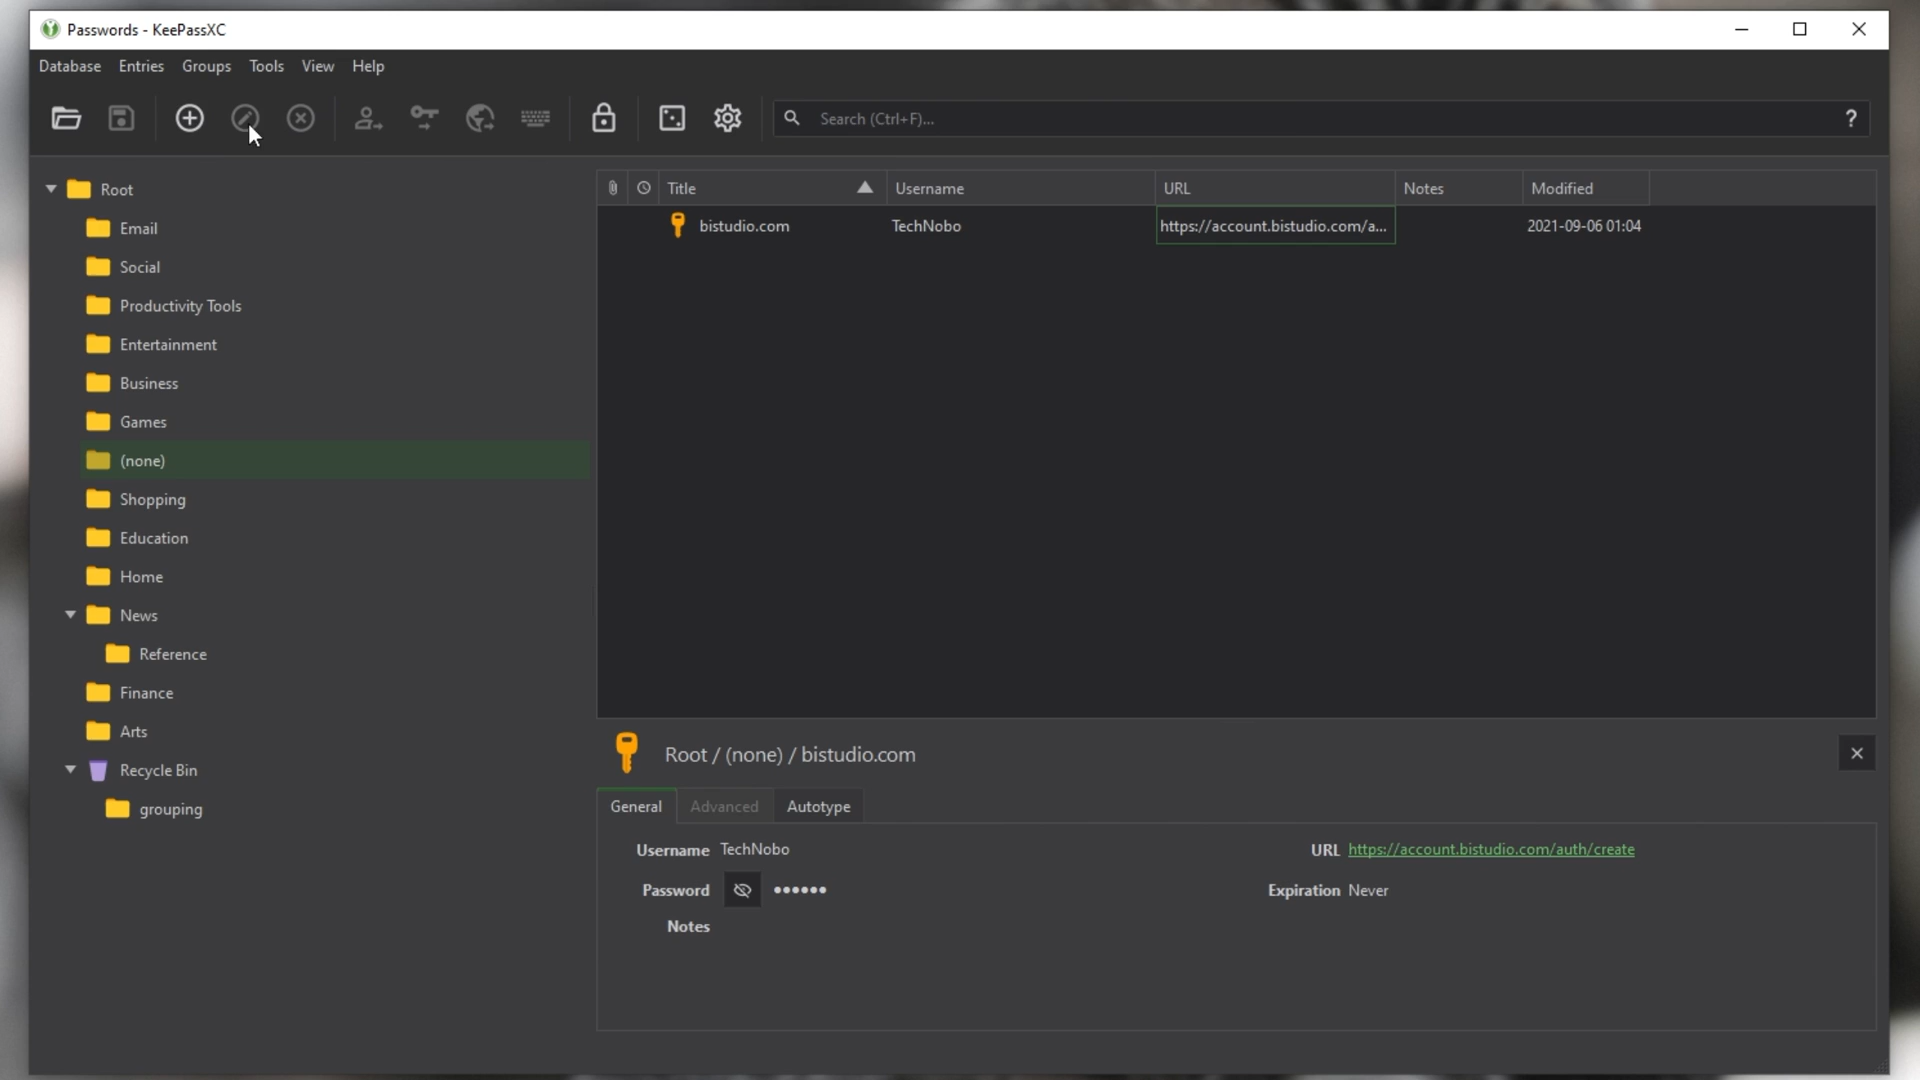 Passwords - KeePassXC
Database Entries Groups Tools View Help
Search (Ctrl+F)... ?
Root
Email
Social
Productivity Tools
Entertainment
Business
Games
(none)
Shopping
Education
Home
News
Reference
Finance
Arts
Recycle Bin
grouping
Title Username URL Notes Modified
bistudio.com TechNobo https://account.bistudio.com/a... 2021-09-06 01:04
Root / (none) / bistudio.com
General Advanced Autotype
Username TechNobo URL https://account.bistudio.com/auth/create
Password •••••• Expiration Never
Notes